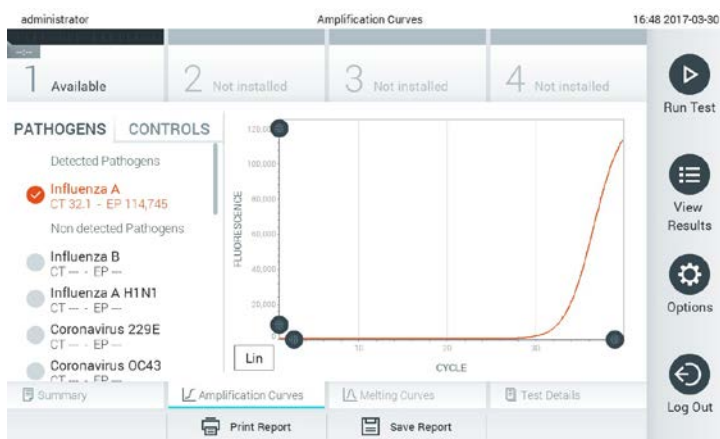 administrator
Amplification Curves
16:48 2017-03-30
--:--
1 Available
2 Not installed
3 Not installed
4 Not installed
Run Test
View
Results
Options
Log Out
PATHOGENS CONTROLS
Detected Pathogens
Influenza A
CT 32.1 - EP 114,745
Non detected Pathogens
Influenza B
CT --- - EP ---
Influenza A H1N1
CT --- - EP ---
Coronavirus 229E
CT --- - EP ---
Coronavirus OC43
CT --- - EP ---
FLUORESCENCE
120,000
100,000
80,000
60,000
40,000
20,000
0
10
20
30
CYCLE
Lin
Summary
Amplification Curves
Melting Curves
Test Details
Print Report
Save Report